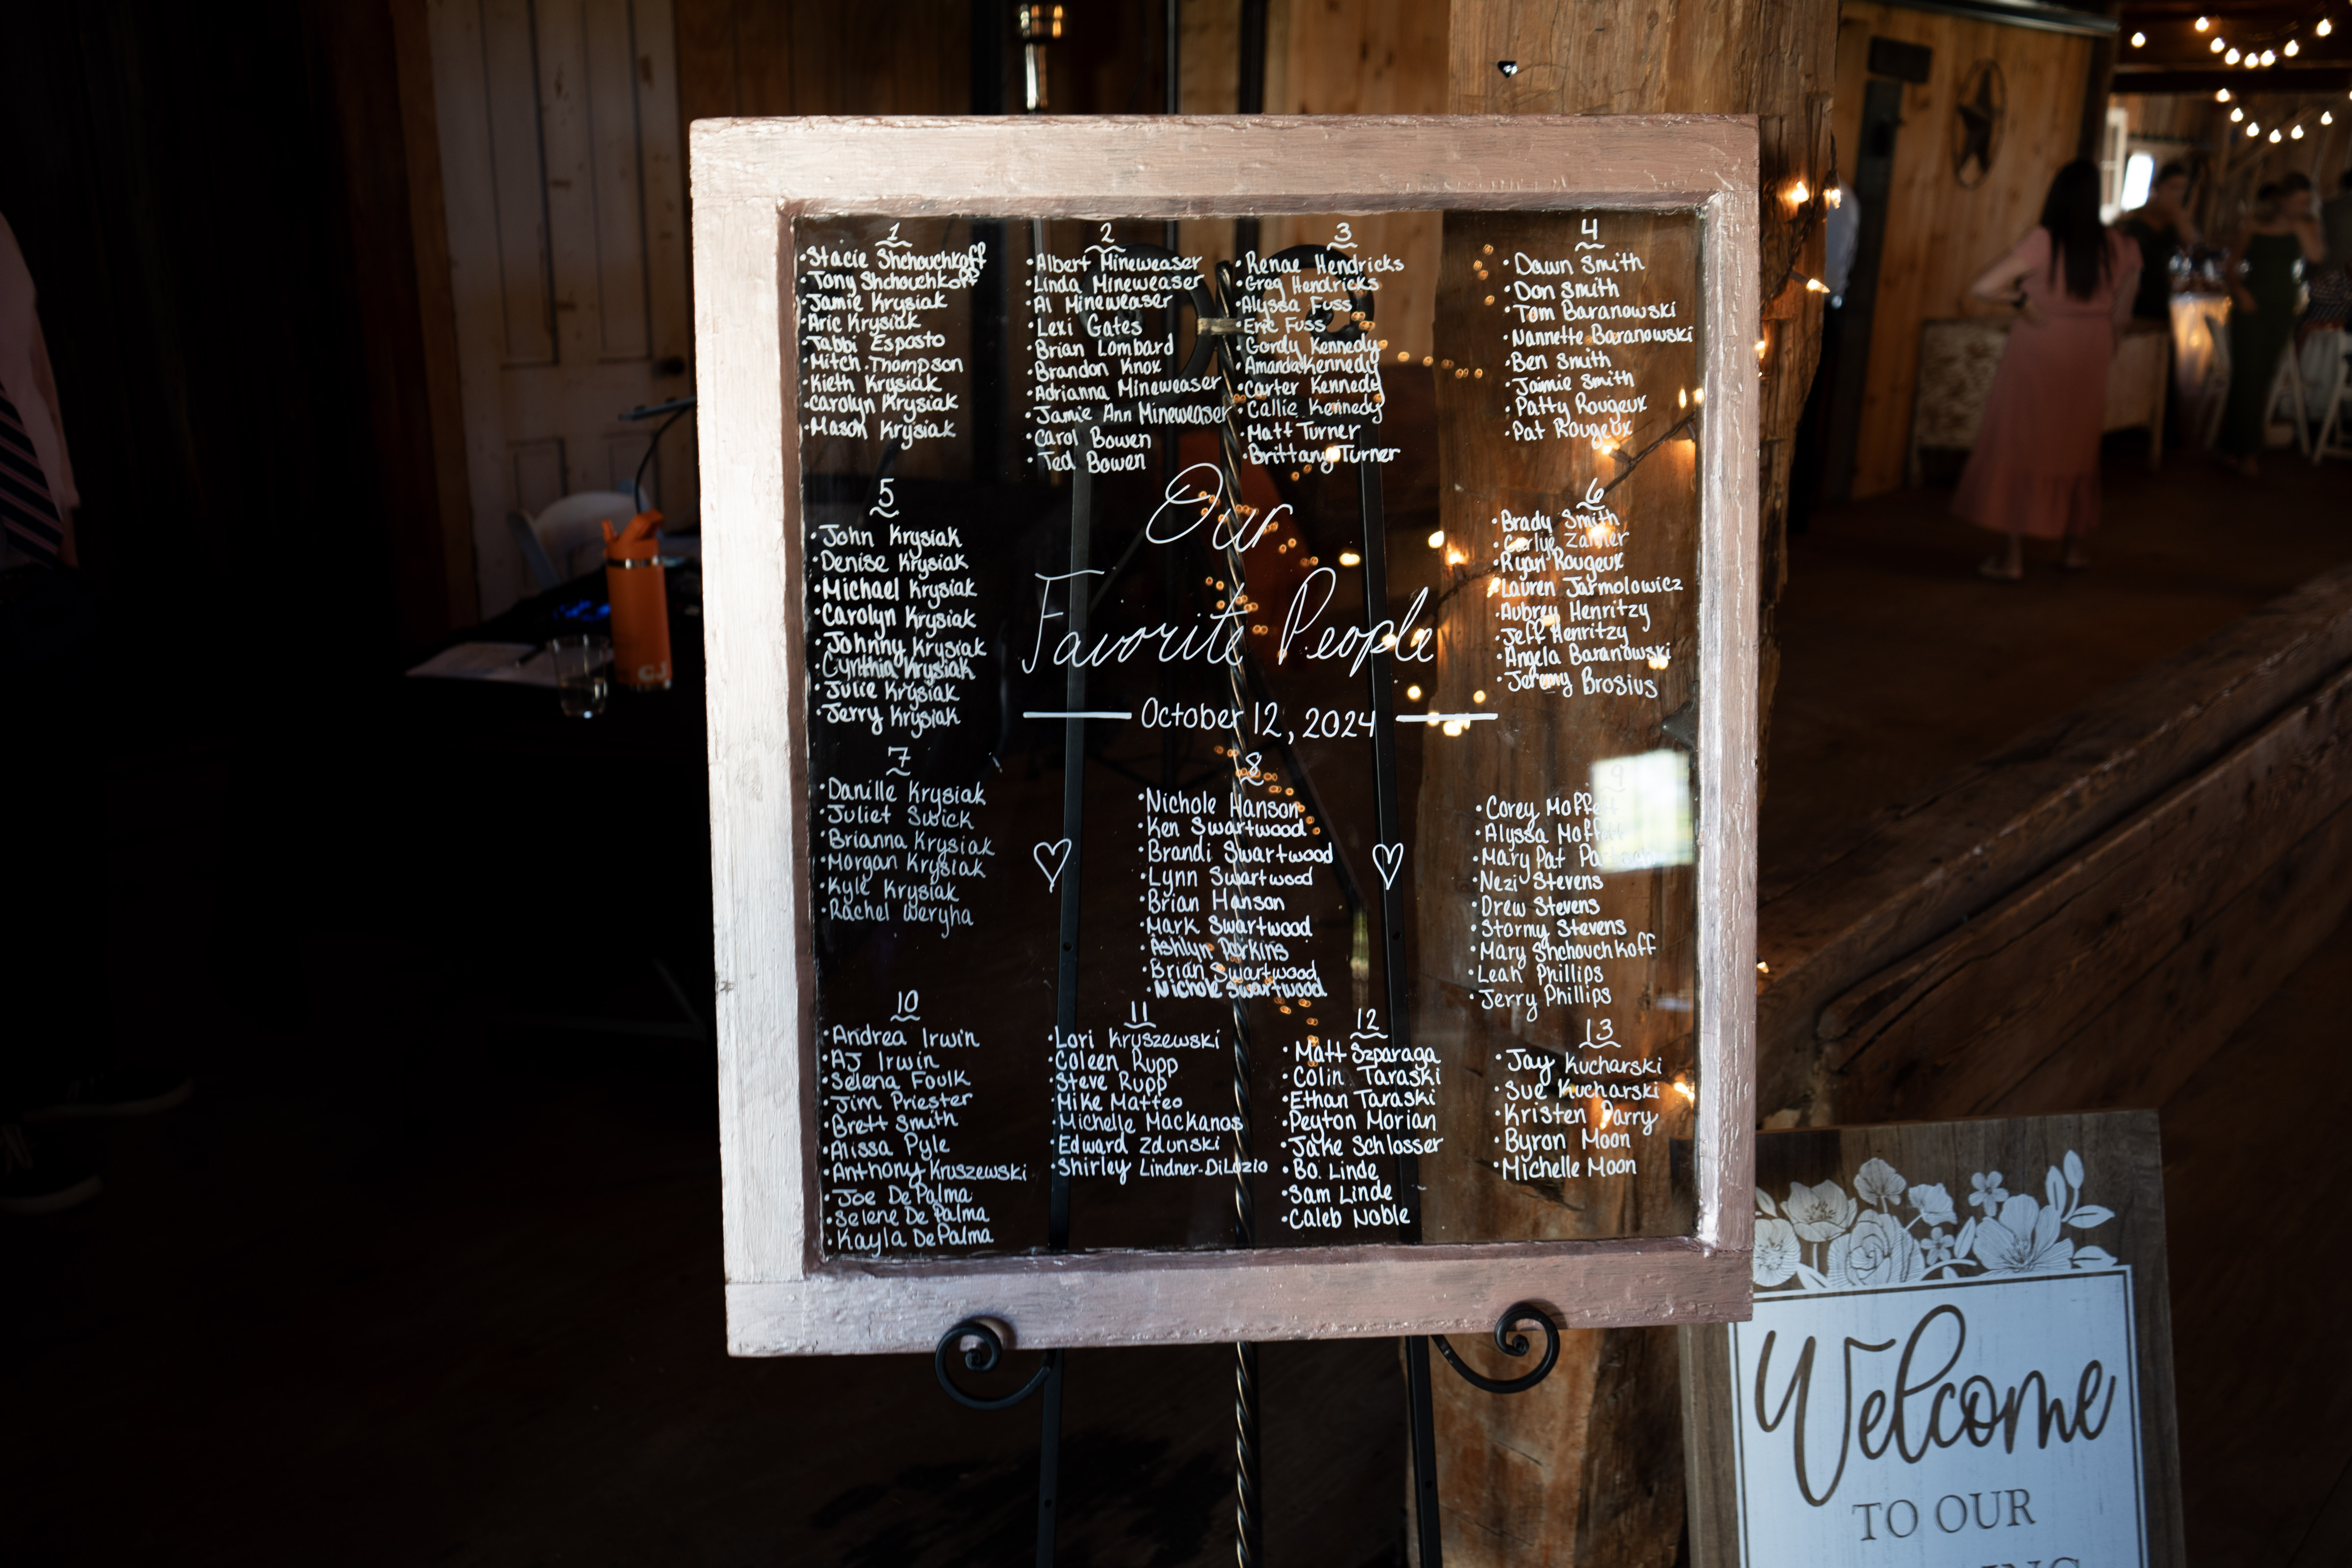 1
•Stacie Shchouchkoff
•Tony Shchouchkoff
•Jamie Krysiak
•Aric Krysiak
•Tabbi Esposto
•Mitch Thompson
•Kieth Krysiak
•Carolyn Krysiak
•Mason Krysiak
2
•Albert Mineweaser
•Linda Mineweaser
•Al Mineweaser
•Lexi Gates
•Brian Lombard
•Brandon Knox
•Adrianna Mineweaser
•Jamie Ann Mineweaser
•Carol Bowen
•Ted Bowen
3
•Renae Hendricks
•Greg Hendricks
•Alyssa Fuss
•Eric Fuss
•Gordy Kennedy
•Amanda Kennedy
•Carter Kennedy
•Callie Kennedy
•Matt Turner
•Brittany Turner
4
•Dawn Smith
•Don Smith
•Tom Baranowski
•Nannette Baranowski
•Ben Smith
•Jaimie Smith
•Patty Rougeux
•Pat Rougeux
Our
Favorite People
October 12, 2024
5
•John Krysiak
•Denise Krysiak
•Michael Krysiak
•Carolyn Krysiak
•Johnny Krysiak
Cynthia Krysiak
•Julie Krysiak
•Jerry Krysiak
6
•Brady Smith
•Carlye
•Ryan Rougeux
•Lauren Jarmolowicz
•Aubrey Henritzy
•Jeff Henritzy
•Angela Baranowski
•Jeremy Brosius
7
•Danille Krysiak
•Juliet Swick
•Brianna Krysiak
•Morgan Krysiak
•Kyle Krysiak
•Rachel Weryha
8
•Nichole Hanson
•Ken Swartwood
•Brandi Swartwood
•Lynn Swartwood
•Brian Hanson
•Mark Swartwood
•Ashlyn Parkins
•Brian Swartwood
•Nichole Swartwood
9
•Corey
•Alyssa
•Mary Pat
•Nezi Stevens
•Drew Stevens
•Stormy Stevens
•Mary Shchouchkoff
•Leah Phillips
•Jerry Phillips
10
•Andrea Irwin
•AJ Irwin
•Selena Foulk
•Jim Priester
•Brett Smith
•Alissa Pyle
•Anthony Kruszewski
•Joe DePalma
•Selene De Palma
•Kayla DePalma
11
•Lori Kruszewski
•Coleen Rupp
•Steve Rupp
•Mike Matteo
•Michelle Mackanos
•Edward Zdunski
•Shirley Lindner-DiLozio
12
•Matt Szparaga
•Colin Taraski
•Ethan Taraski
•Peyton Morian
•Jake Schlosser
•Bo. Linde
•Sam Linde
•Caleb Noble
13
•Jay Kucharski
•Sue Kucharski
•Kristen Parry
•Byron Moon
•Michelle Moon
CJ
Welcome
TO OUR